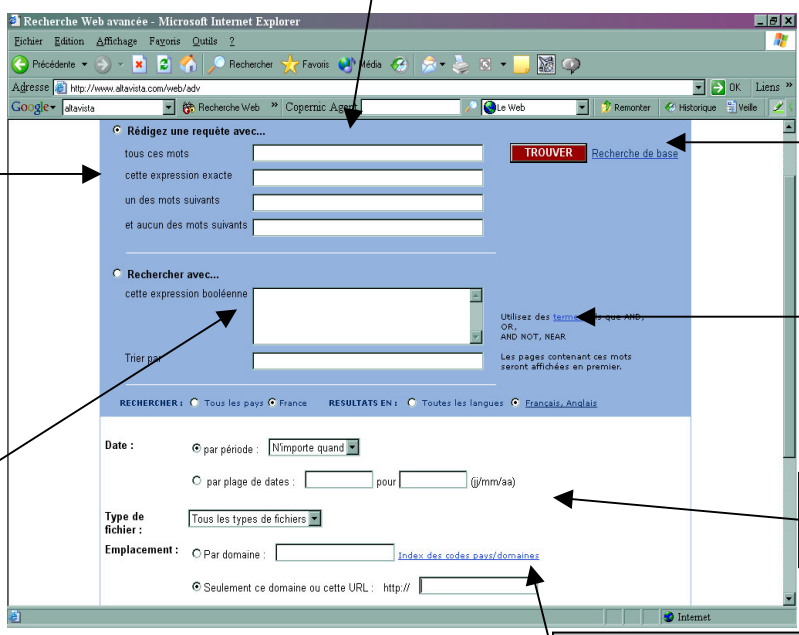 Recherche Web avancée - Microsoft Internet Explorer
Fichier Edition Affichage Favoris Outils ?
Précédente Rechercher Favoris Média
Adresse http://www.altavista.com/web/adv OK Liens »
Google altavista Recherche Web » Copernic Agent Le Web Remonter Historique Veille
Rédigez une requête avec...
tous ces mots TROUVER Recherche de base
cette expression exacte
un des mots suivants
et aucun des mots suivants
Rechercher avec...
cette expression booléenne
Utilisez des que AND,
OR,
AND NOT, NEAR
Trier par Les pages contenant ces mots
seront affichées en premier.
RECHERCHER : Tous les pays France RESULTATS EN : Toutes les langues Français, Anglais
Date : par période : N'importe quand
par plage de dates : pour (jj/mm/aa)
Type de
fichier :
Tous les types de fichiers
Emplacement : Par domaine : Index des codes pays/domaines
Seulement ce domaine ou cette URL : http://
Internet